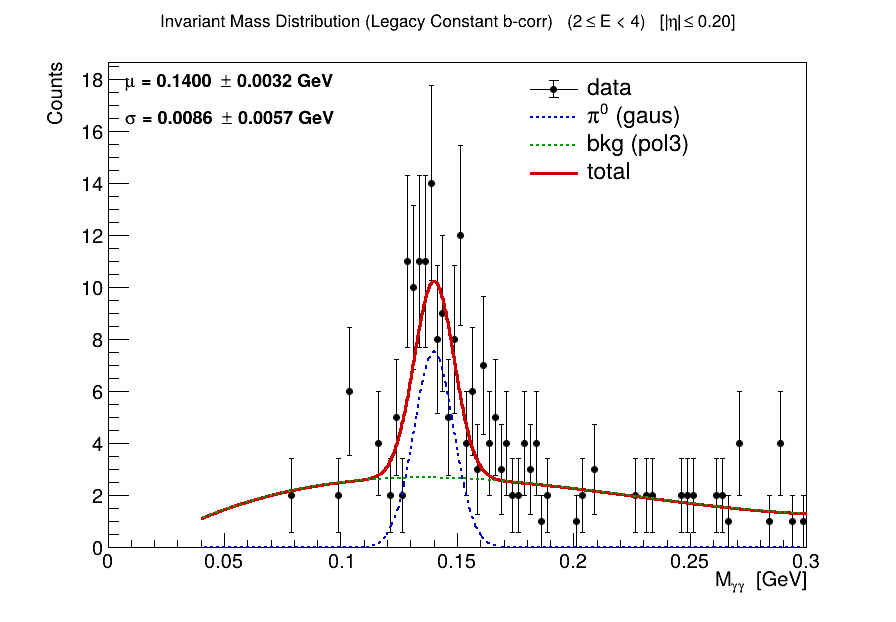 Invariant Mass Distribution (Legacy Constant b-corr) (2 ≤ E < 4) [|η| ≤ 0.20]
Counts
μ = 0.1400 ± 0.0032 GeV
σ = 0.0086 ± 0.0057 GeV
data
π⁰ (gaus)
bkg (pol3)
total
18
16
14
12
10
8
6
4
2
0
0 0.05 0.1 0.15 0.2 0.25 0.3
Mγγ [GeV]